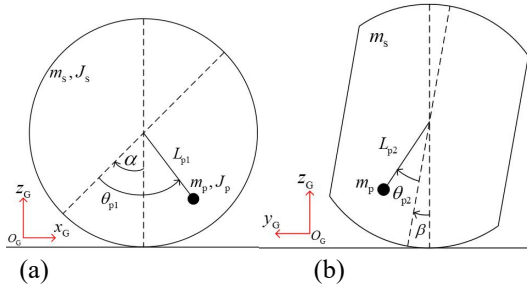 m_s, J_s
α
L_p1
θ_p1
m_p, J_p
z_G
O_G
x_G
(a)
m_s
L_p2
m_p
θ_p2
z_G
β
y_G
O_G
(b)